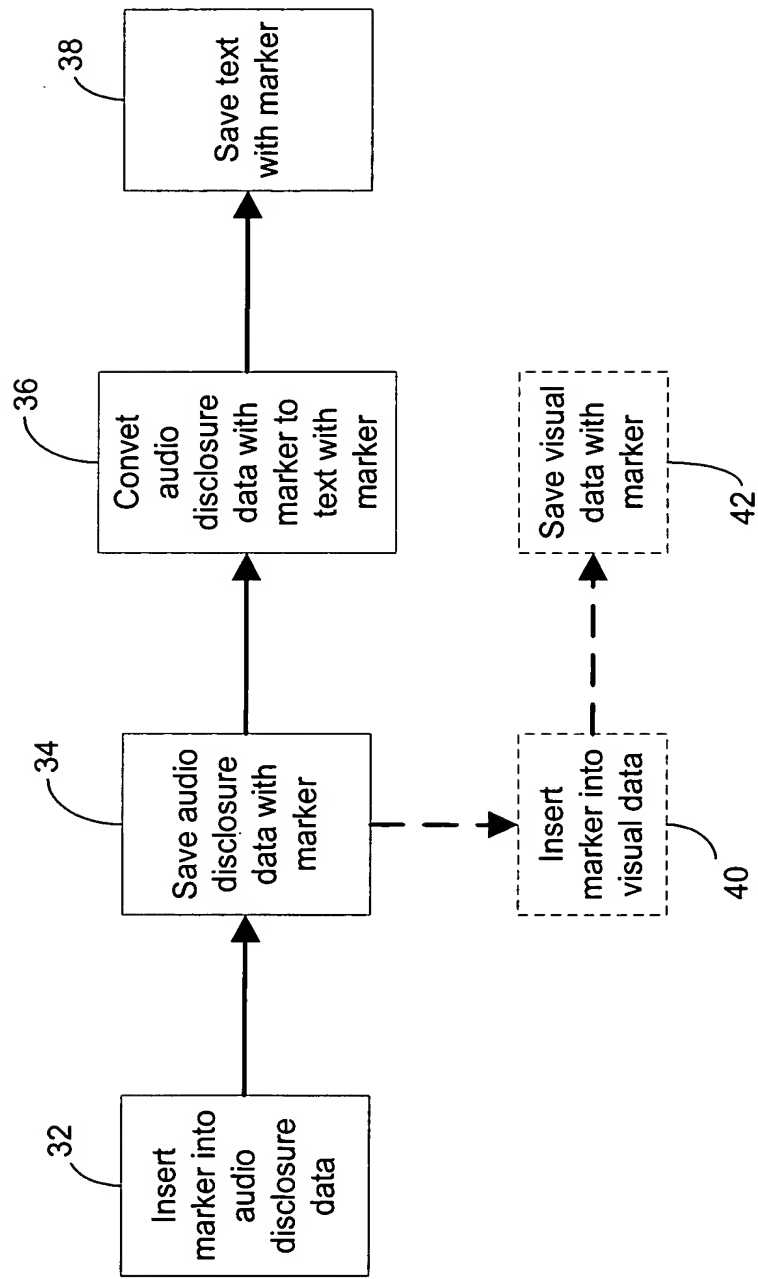 32
Insert
marker into
audio
disclosure
data
34
Save audio
disclosure
data with
marker
36
Convet
audio
disclosure
data with
marker to
text with
marker
38
Save text
with marker
Insert
marker into
visual data
40
Save visual
data with
marker
42